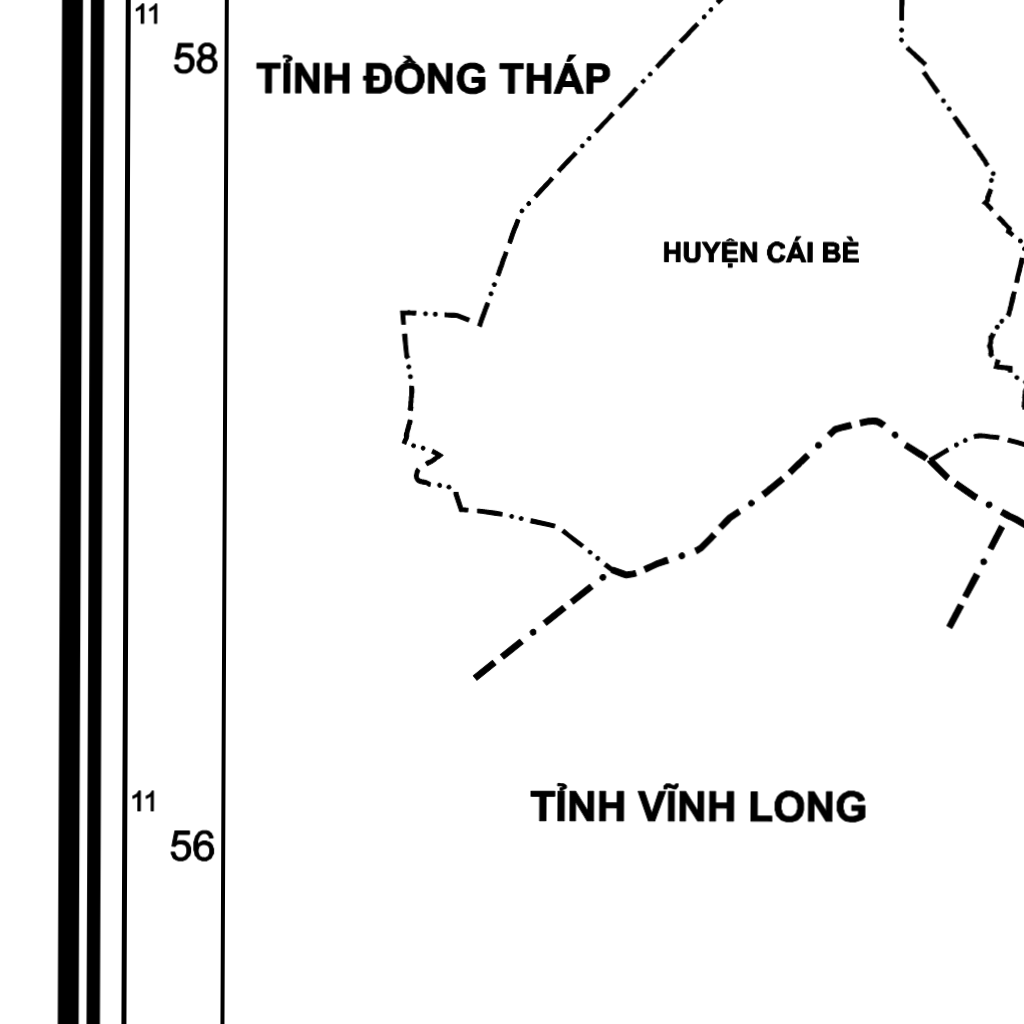 11
58
TỈNH ĐỒNG THÁP
HUYỆN CÁI BÈ
11
56
TỈNH VĨNH LONG